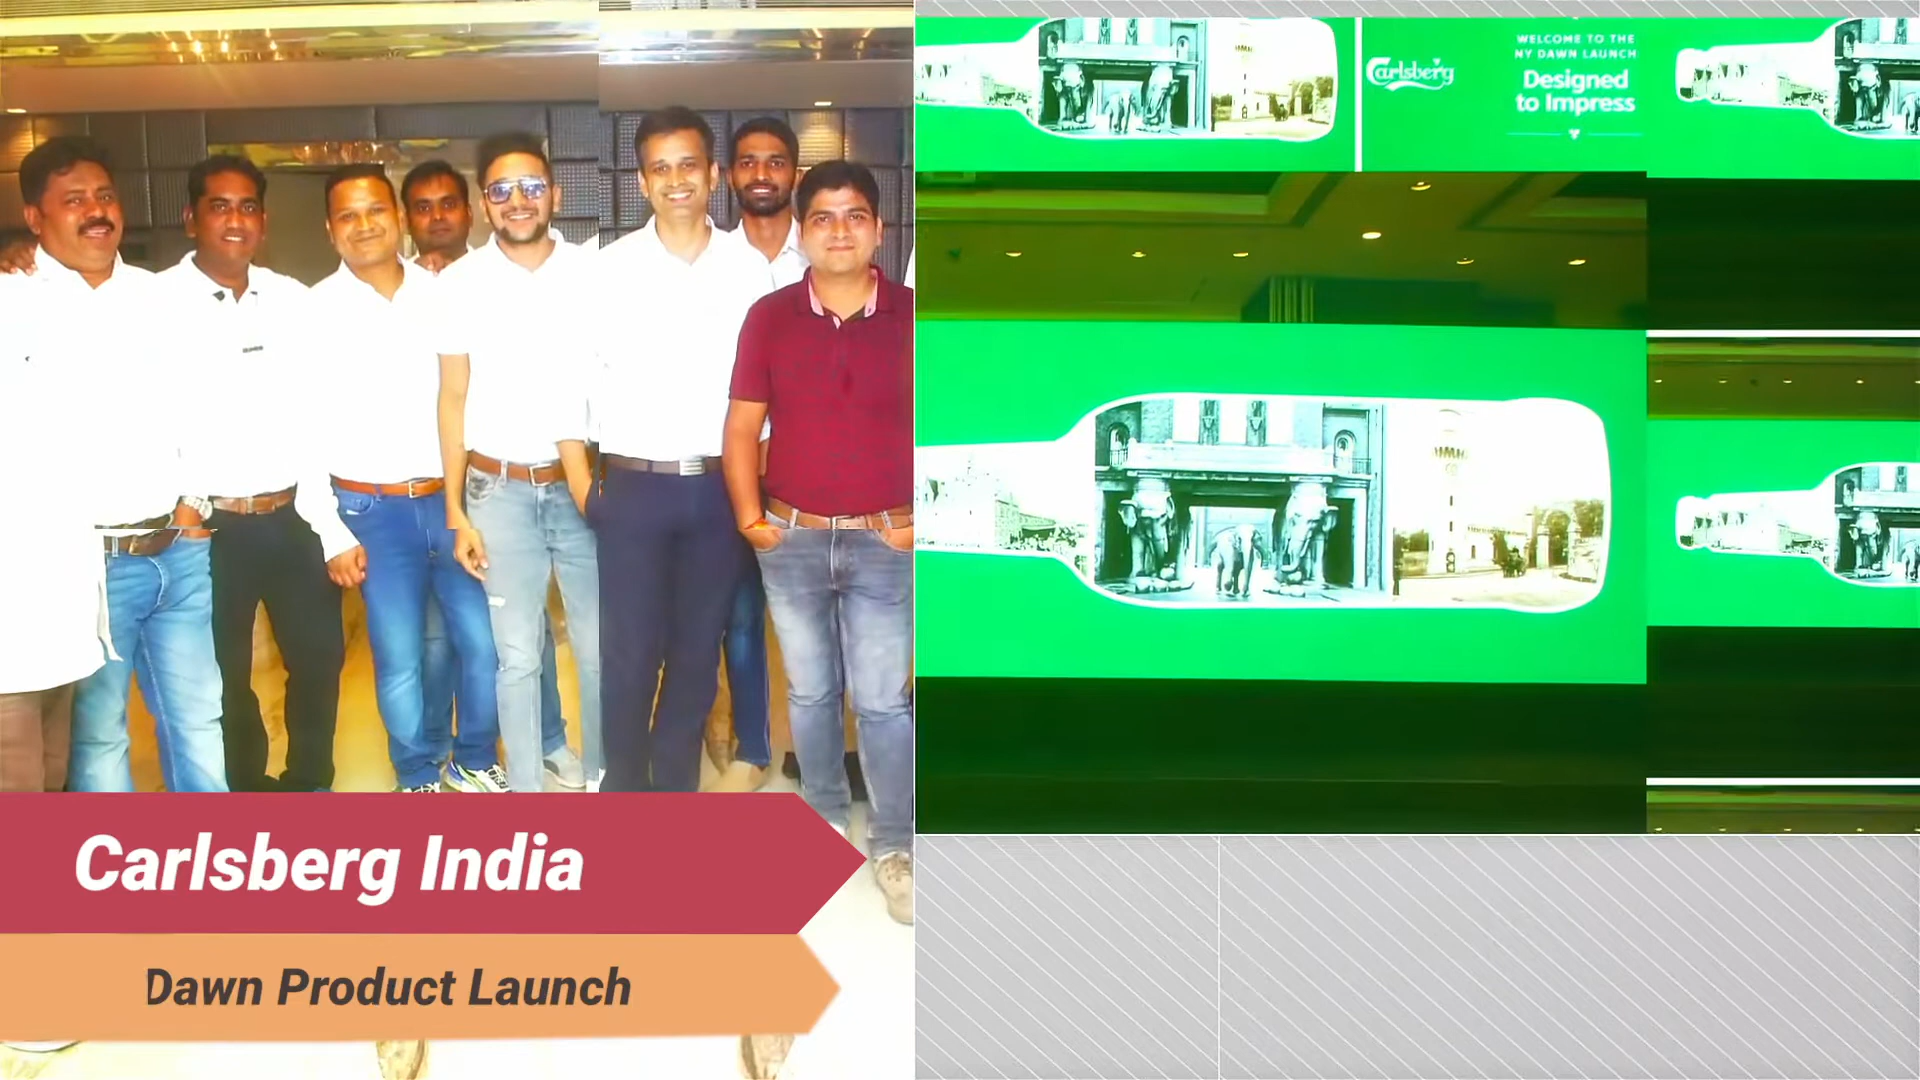 Carlsberg
WELCOME TO THE
NY DAWN LAUNCH
Designed
to Impress
Carlsberg India
Dawn Product Launch